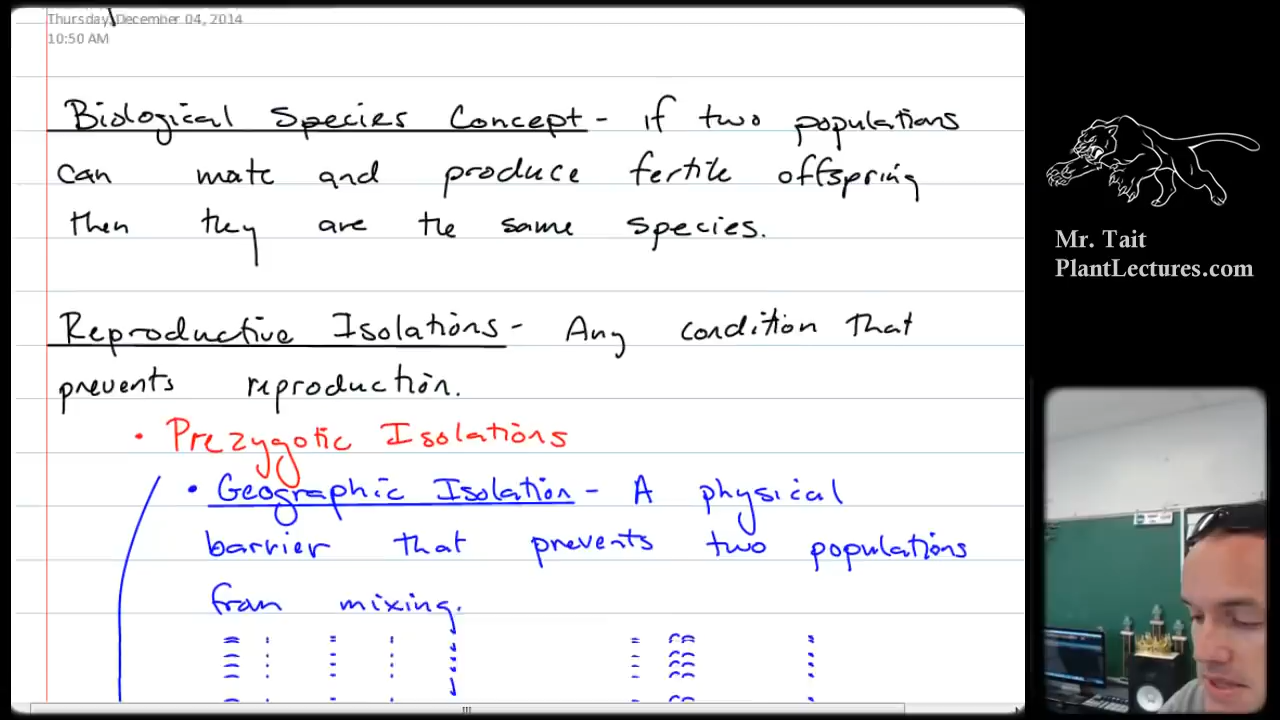 Thursday, December 04, 2014
10:50 AM
Biological Species Concept - if two populations
can mate and produce fertile offspring
then they are the same species.
Reproductive Isolations - Any condition that
prevents reproduction.
• Prezygotic Isolations
• Geographic Isolation - A physical
barrier that prevents two populations
from mixing.
Mr. Tait
PlantLectures.com